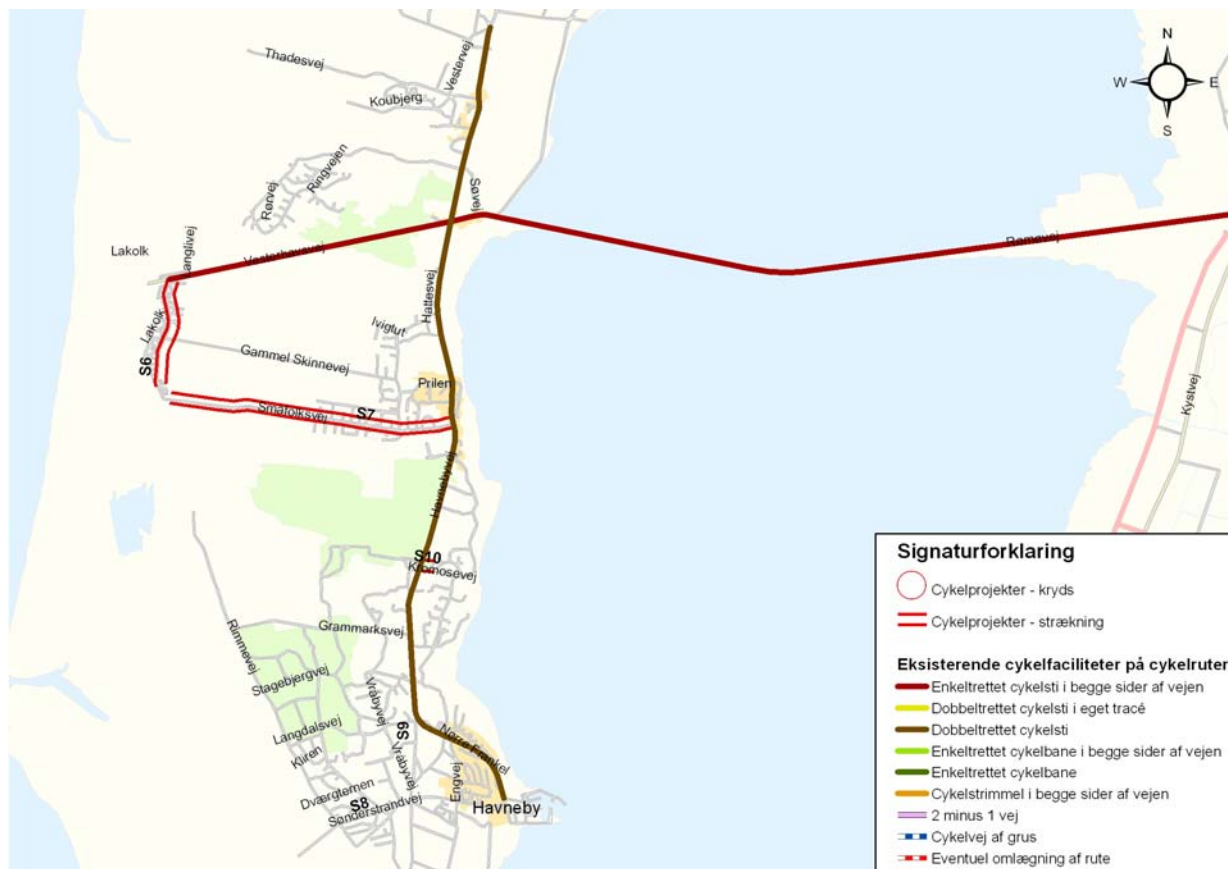 Thadesvej
Vestervej
Koubjerg
N
W
E
S
Ringvejen
Rørvej
Søvej
Lakolk
Langlivej
Vesterhavsvej
Rømøvej
Hattesvej
Lakolk
Ivigtut
Gammel Skinnevej
S6
Prilen
Småfolksvej
S7
Kystvej
Havnebyvej
S10
Kromosevej
Grammarksvej
Rimmevej
Stagebjergvej
Vråbyvej
Langdalsvej
S9
Nørre Frankel
Kliren
Vråbyvej
Dværgternen
S8
Engvej
Sønderstrandvej
Havneby
Signaturforklaring
Cykelprojekter - kryds
Cykelprojekter - strækning
Eksisterende cykelfaciliteter på cykelruter
Enkeltrettet cykelsti i begge sider af vejen
Dobbeltrettet cykelsti i eget tracé
Dobbeltrettet cykelsti
Enkeltrettet cykelbane i begge sider af vejen
Enkeltrettet cykelbane
Cykelstrimmel i begge sider af vejen
2 minus 1 vej
Cykelvej af grus
Eventuel omlægning af rute